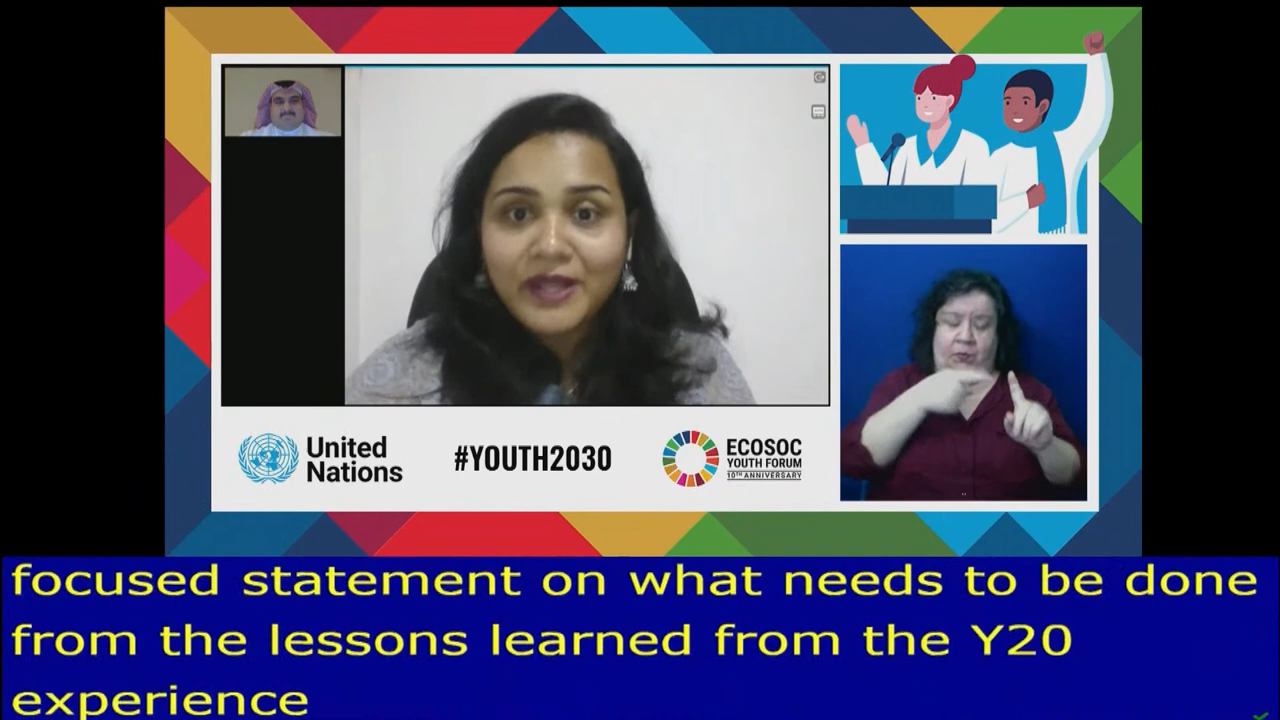 United
Nations
#YOUTH2030
ECOSOC
YOUTH FORUM
10TH ANNIVERSARY
focused statement on what needs to be done
from the lessons learned from the Y20
experience